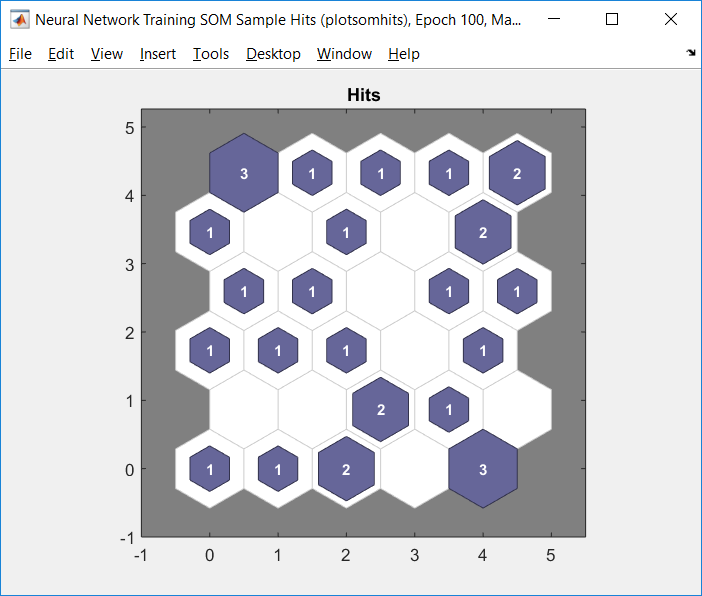 Neural Network Training SOM Sample Hits (plotsomhits), Epoch 100, Ma...
File Edit View Insert Tools Desktop Window Help
Hits
5
3 1 1 1 2
4
1 1 2
3
1 1 1 1
2
1 1 1 1
1
2 1
0
1 1 2 3
-1
-1 0 1 2 3 4 5